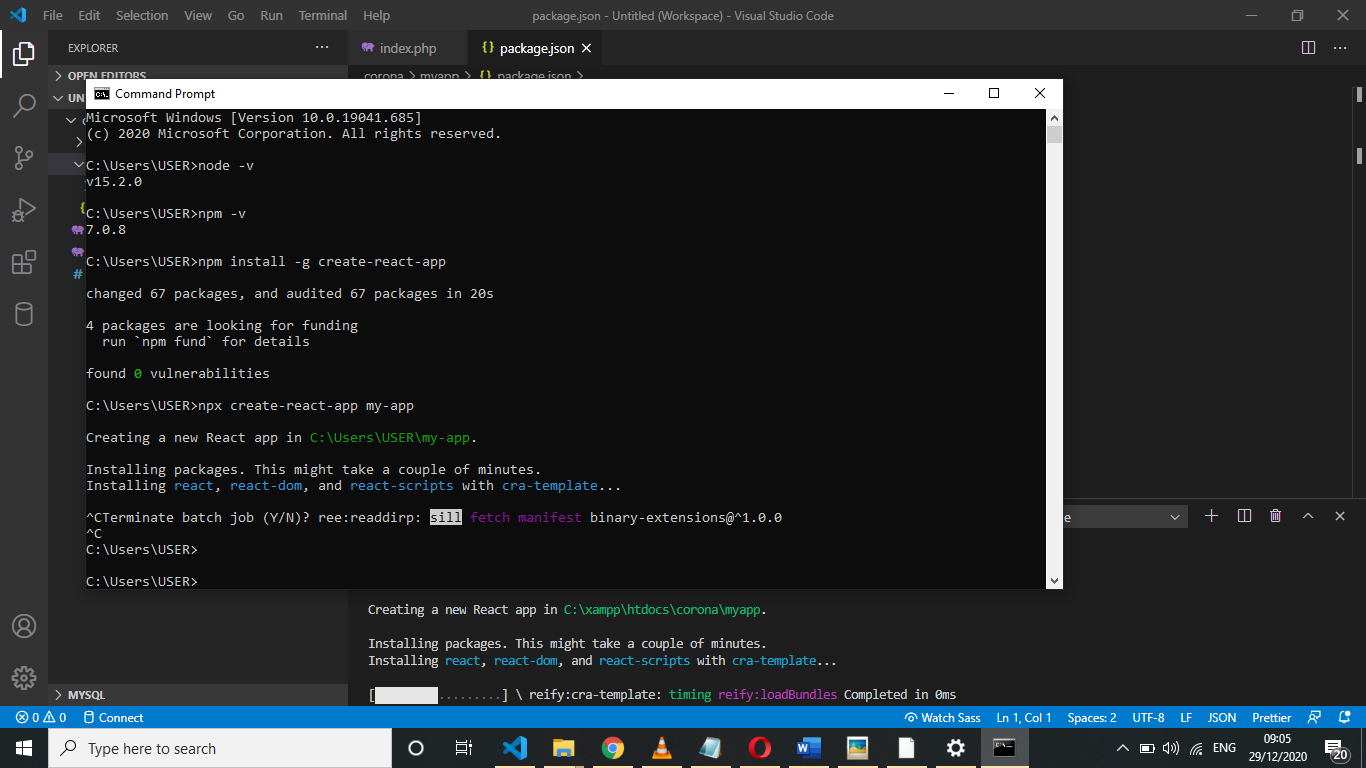 File Edit Selection View Go Run Terminal Help
package.json - Untitled (Workspace) - Visual Studio Code
EXPLORER
index.php
{} package.json
OPEN EDITORS
corona > myapp > {} package.json >
UN
Command Prompt
Microsoft Windows [Version 10.0.19041.685]
(c) 2020 Microsoft Corporation. All rights reserved.
C:\Users\USER>node -v
v15.2.0
C:\Users\USER>npm -v
7.0.8
C:\Users\USER>npm install -g create-react-app
changed 67 packages, and audited 67 packages in 20s
4 packages are looking for funding
run `npm fund` for details
found 0 vulnerabilities
C:\Users\USER>npx create-react-app my-app
Creating a new React app in C:\Users\USER\my-app.
Installing packages. This might take a couple of minutes.
Installing react, react-dom, and react-scripts with cra-template...
^CTerminate batch job (Y/N)? ree:readdirp: sill fetch manifest binary-extensions@^1.0.0
^C
C:\Users\USER>
C:\Users\USER>
e
Creating a new React app in C:\xampp\htdocs\corona\myapp.
Installing packages. This might take a couple of minutes.
Installing react, react-dom, and react-scripts with cra-template...
[.........] \ reify:cra-template: timing reify:loadBundles Completed in 0ms
MYSQL
0 0 Connect
Watch Sass Ln 1, Col 1 Spaces: 2 UTF-8 LF JSON Prettier
Type here to search
ENG
09:05
29/12/2020
20